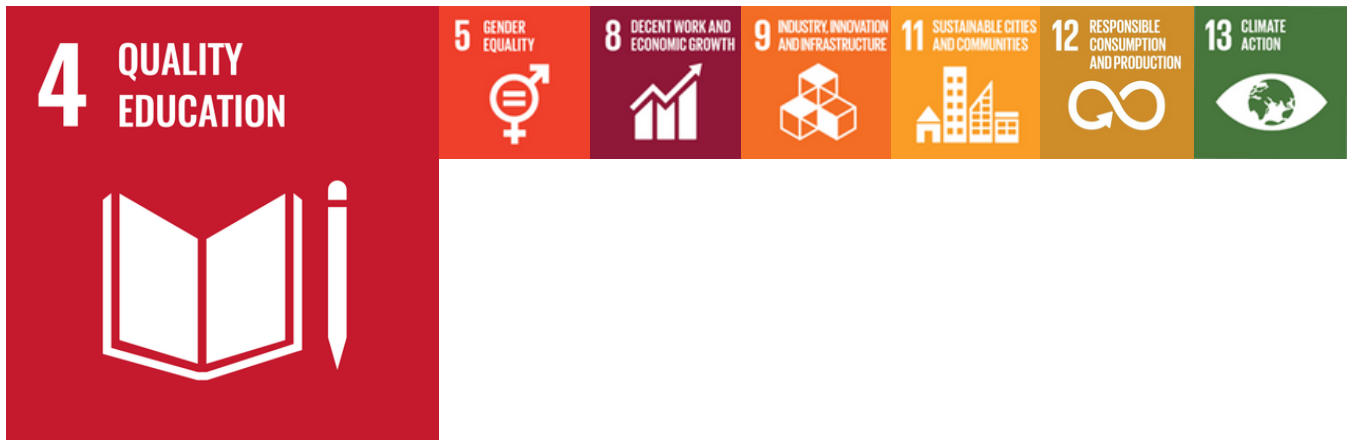 4 QUALITY
EDUCATION
5 GENDER
EQUALITY
8 DECENT WORK AND
ECONOMIC GROWTH
9 INDUSTRY, INNOVATION
AND INFRASTRUCTURE
11 SUSTAINABLE CITIES
AND COMMUNITIES
12 RESPONSIBLE
CONSUMPTION
AND PRODUCTION
13 CLIMATE
ACTION